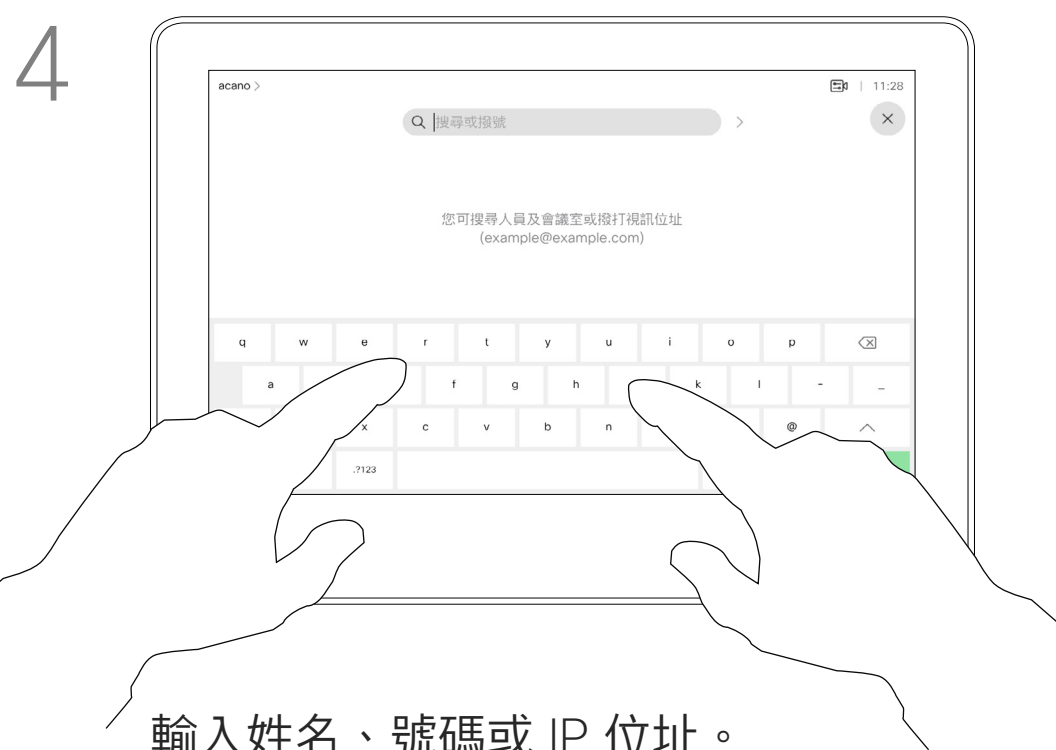 4
acano >
11:28
搜尋或撥號
您可搜尋人員及會議室或撥打視訊位址
(example@example.com)
q w e r t y u i o p
a f g h k l - _
x c v b n @
.?123
輸入姓名、號碼或 IP 位址。